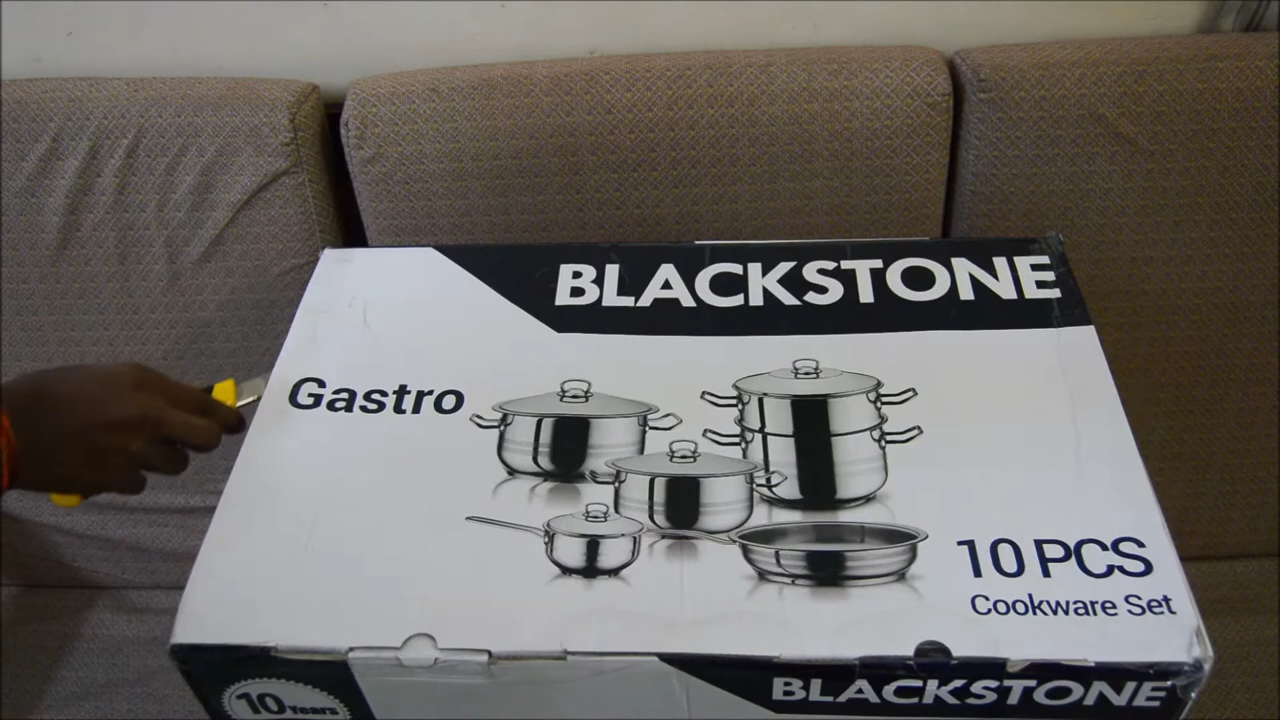 BLACKSTONE
Gastro
10 PCS
Cookware Set
BLACKSTONE
10 Years